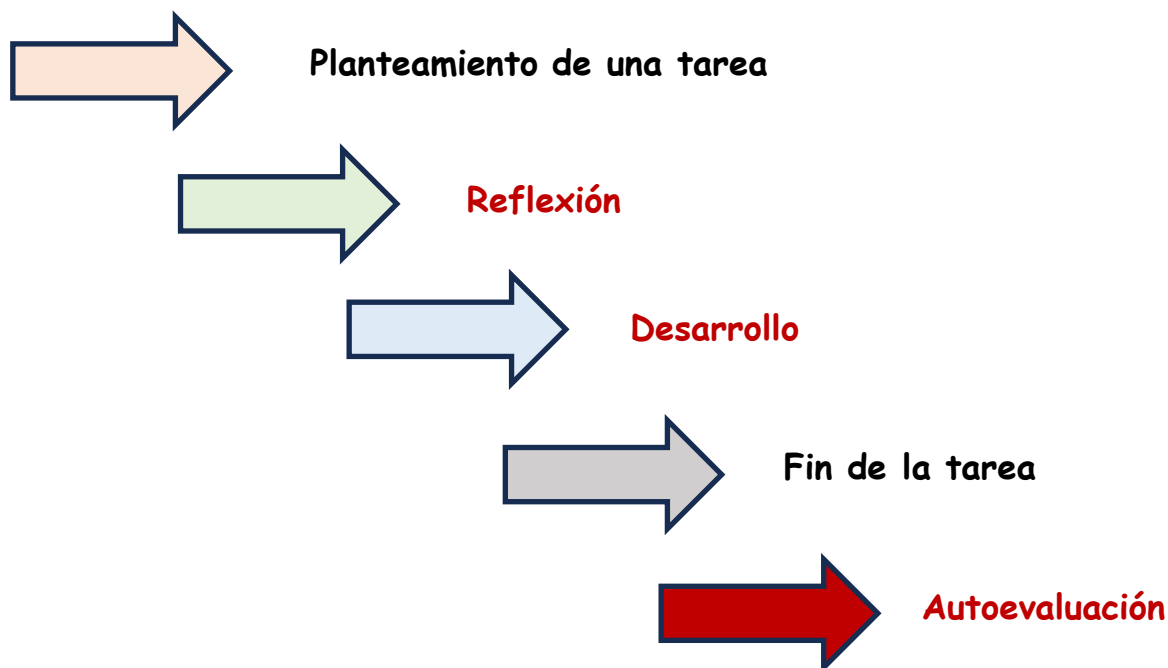 Planteamiento de una tarea
Reflexión
Desarrollo
Fin de la tarea
Autoevaluación